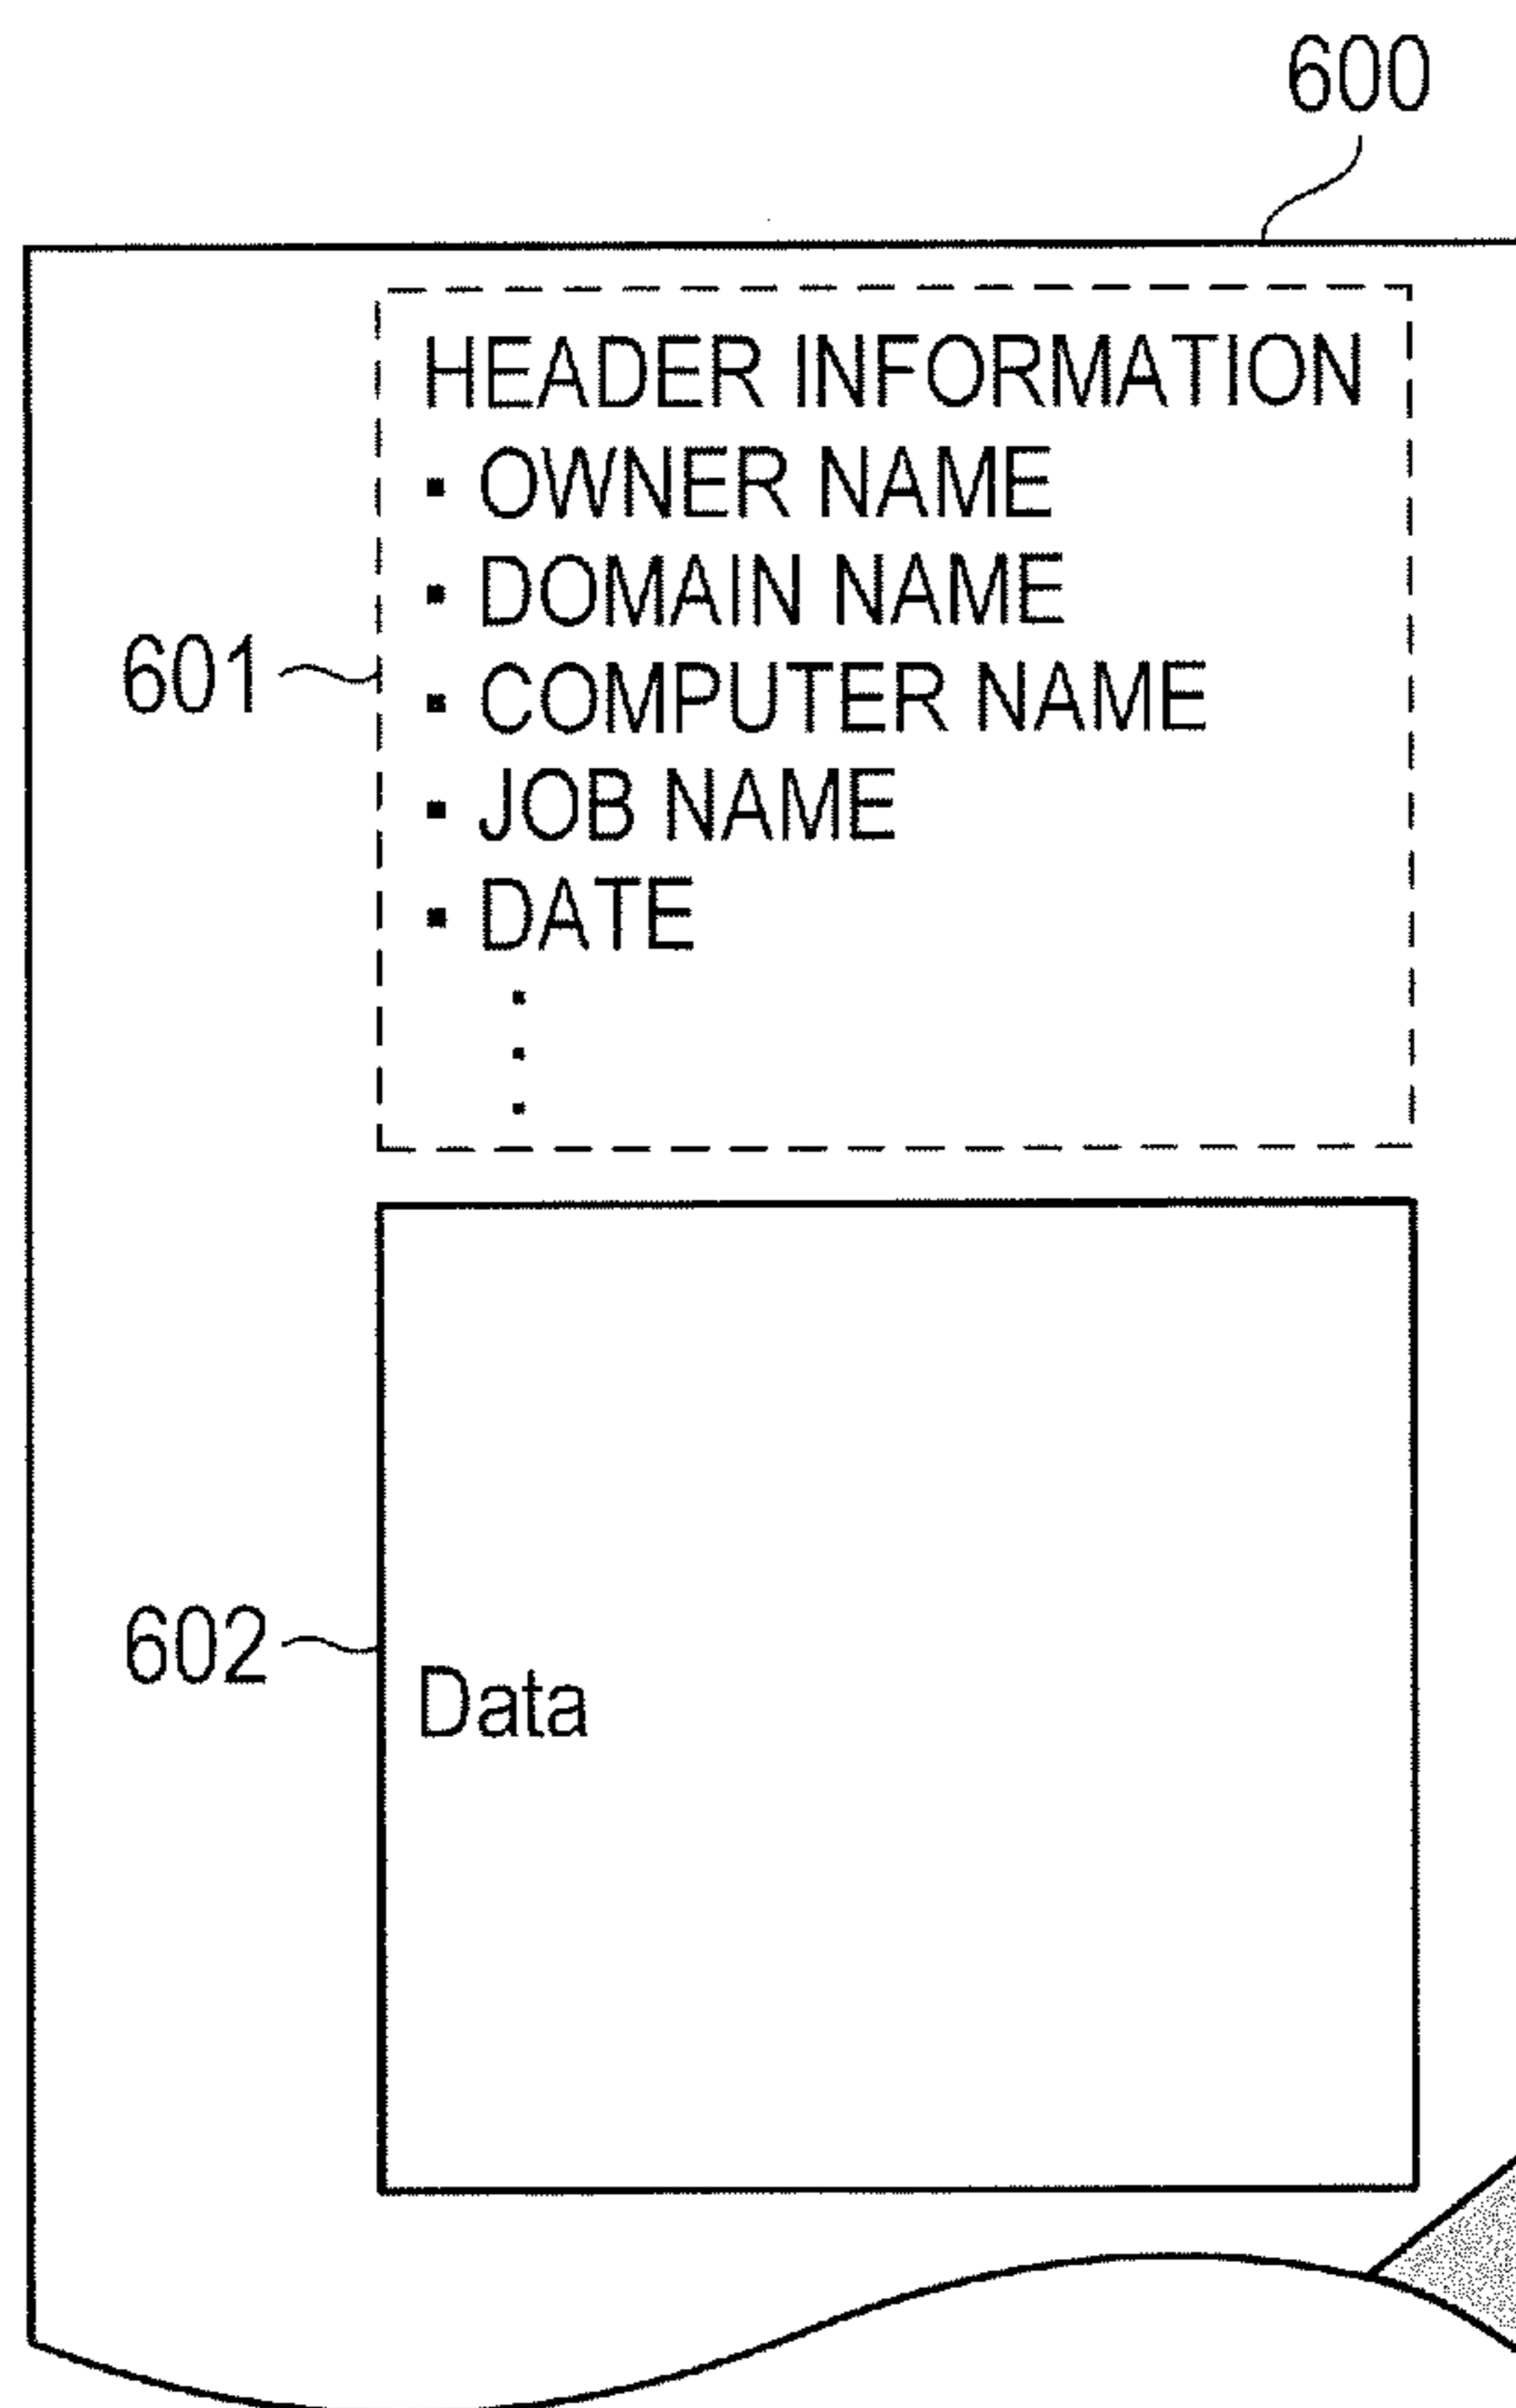 600
HEADER INFORMATION
▪ OWNER NAME
▪ DOMAIN NAME
601
▪ COMPUTER NAME
▪ JOB NAME
▪ DATE
602
Data